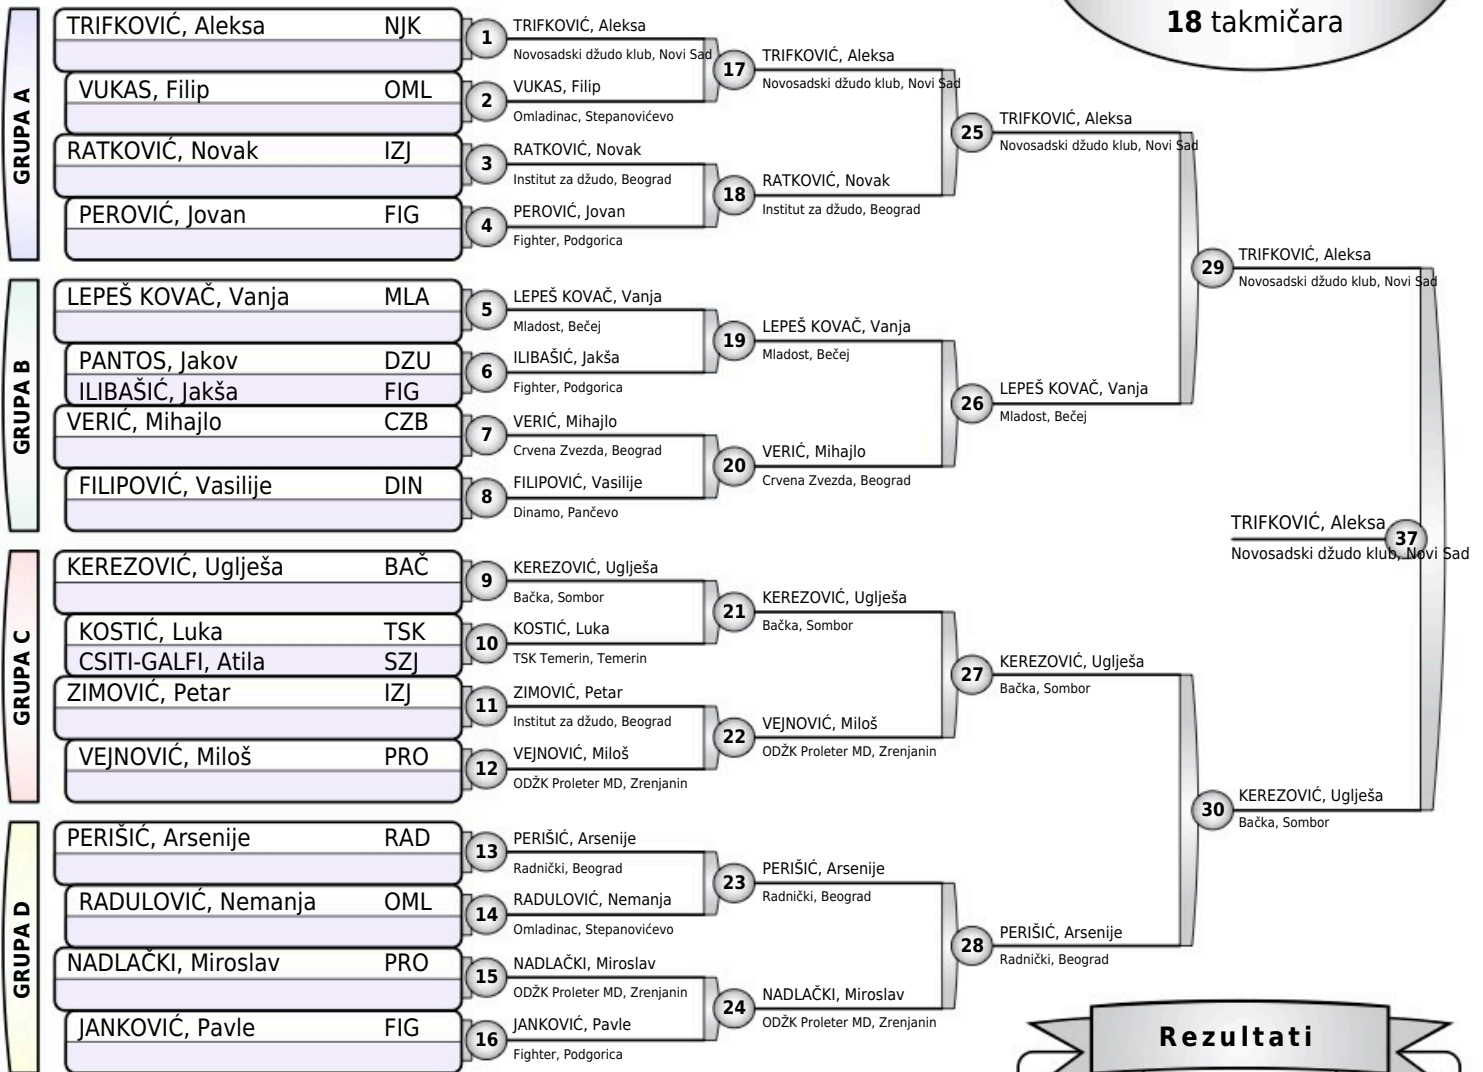 18 takmičara
GRUPA A
TRIFKOVIĆ, Aleksa NJK
VUKAS, Filip OML
RATKOVIĆ, Novak IZJ
PEROVIĆ, Jovan FIG
GRUPA B
LEPEŠ KOVAČ, Vanja MLA
PANTOS, Jakov DZU
ILIBAŠIĆ, Jakša FIG
VERIĆ, Mihajlo CZB
FILIPOVIĆ, Vasilije DIN
GRUPA C
KEREZOVIĆ, Uglješa BAČ
KOSTIĆ, Luka TSK
CSITI-GALFI, Atila SZJ
ZIMOVIĆ, Petar IZJ
VEJNOVIĆ, Miloš PRO
GRUPA D
PERIŠIĆ, Arsenije RAD
RADULOVIĆ, Nemanja OML
NADLAČKI, Miroslav PRO
JANKOVIĆ, Pavle FIG
1 TRIFKOVIĆ, Aleksa
Novosadski džudo klub, Novi Sad
2 VUKAS, Filip
Omladinac, Stepanovićevo
3 RATKOVIĆ, Novak
Institut za džudo, Beograd
4 PEROVIĆ, Jovan
Fighter, Podgorica
5 LEPEŠ KOVAČ, Vanja
Mladost, Bečej
6 ILIBAŠIĆ, Jakša
Fighter, Podgorica
7 VERIĆ, Mihajlo
Crvena Zvezda, Beograd
8 FILIPOVIĆ, Vasilije
Dinamo, Pančevo
9 KEREZOVIĆ, Uglješa
Bačka, Sombor
10 KOSTIĆ, Luka
TSK Temerin, Temerin
11 ZIMOVIĆ, Petar
Institut za džudo, Beograd
12 VEJNOVIĆ, Miloš
ODŽK Proleter MD, Zrenjanin
13 PERIŠIĆ, Arsenije
Radnički, Beograd
14 RADULOVIĆ, Nemanja
Omladinac, Stepanovićevo
15 NADLAČKI, Miroslav
ODŽK Proleter MD, Zrenjanin
16 JANKOVIĆ, Pavle
Fighter, Podgorica
17 TRIFKOVIĆ, Aleksa
Novosadski džudo klub, Novi Sad
18 RATKOVIĆ, Novak
Institut za džudo, Beograd
19 LEPEŠ KOVAČ, Vanja
Mladost, Bečej
20 VERIĆ, Mihajlo
Crvena Zvezda, Beograd
21 KEREZOVIĆ, Uglješa
Bačka, Sombor
22 VEJNOVIĆ, Miloš
ODŽK Proleter MD, Zrenjanin
23 PERIŠIĆ, Arsenije
Radnički, Beograd
24 NADLAČKI, Miroslav
ODŽK Proleter MD, Zrenjanin
25 TRIFKOVIĆ, Aleksa
Novosadski džudo klub, Novi Sad
26 LEPEŠ KOVAČ, Vanja
Mladost, Bečej
27 KEREZOVIĆ, Uglješa
Bačka, Sombor
28 PERIŠIĆ, Arsenije
Radnički, Beograd
29 TRIFKOVIĆ, Aleksa
Novosadski džudo klub, Novi Sad
30 KEREZOVIĆ, Uglješa
Bačka, Sombor
TRIFKOVIĆ, Aleksa 37
Novosadski džudo klub, Novi Sad
Rezultati